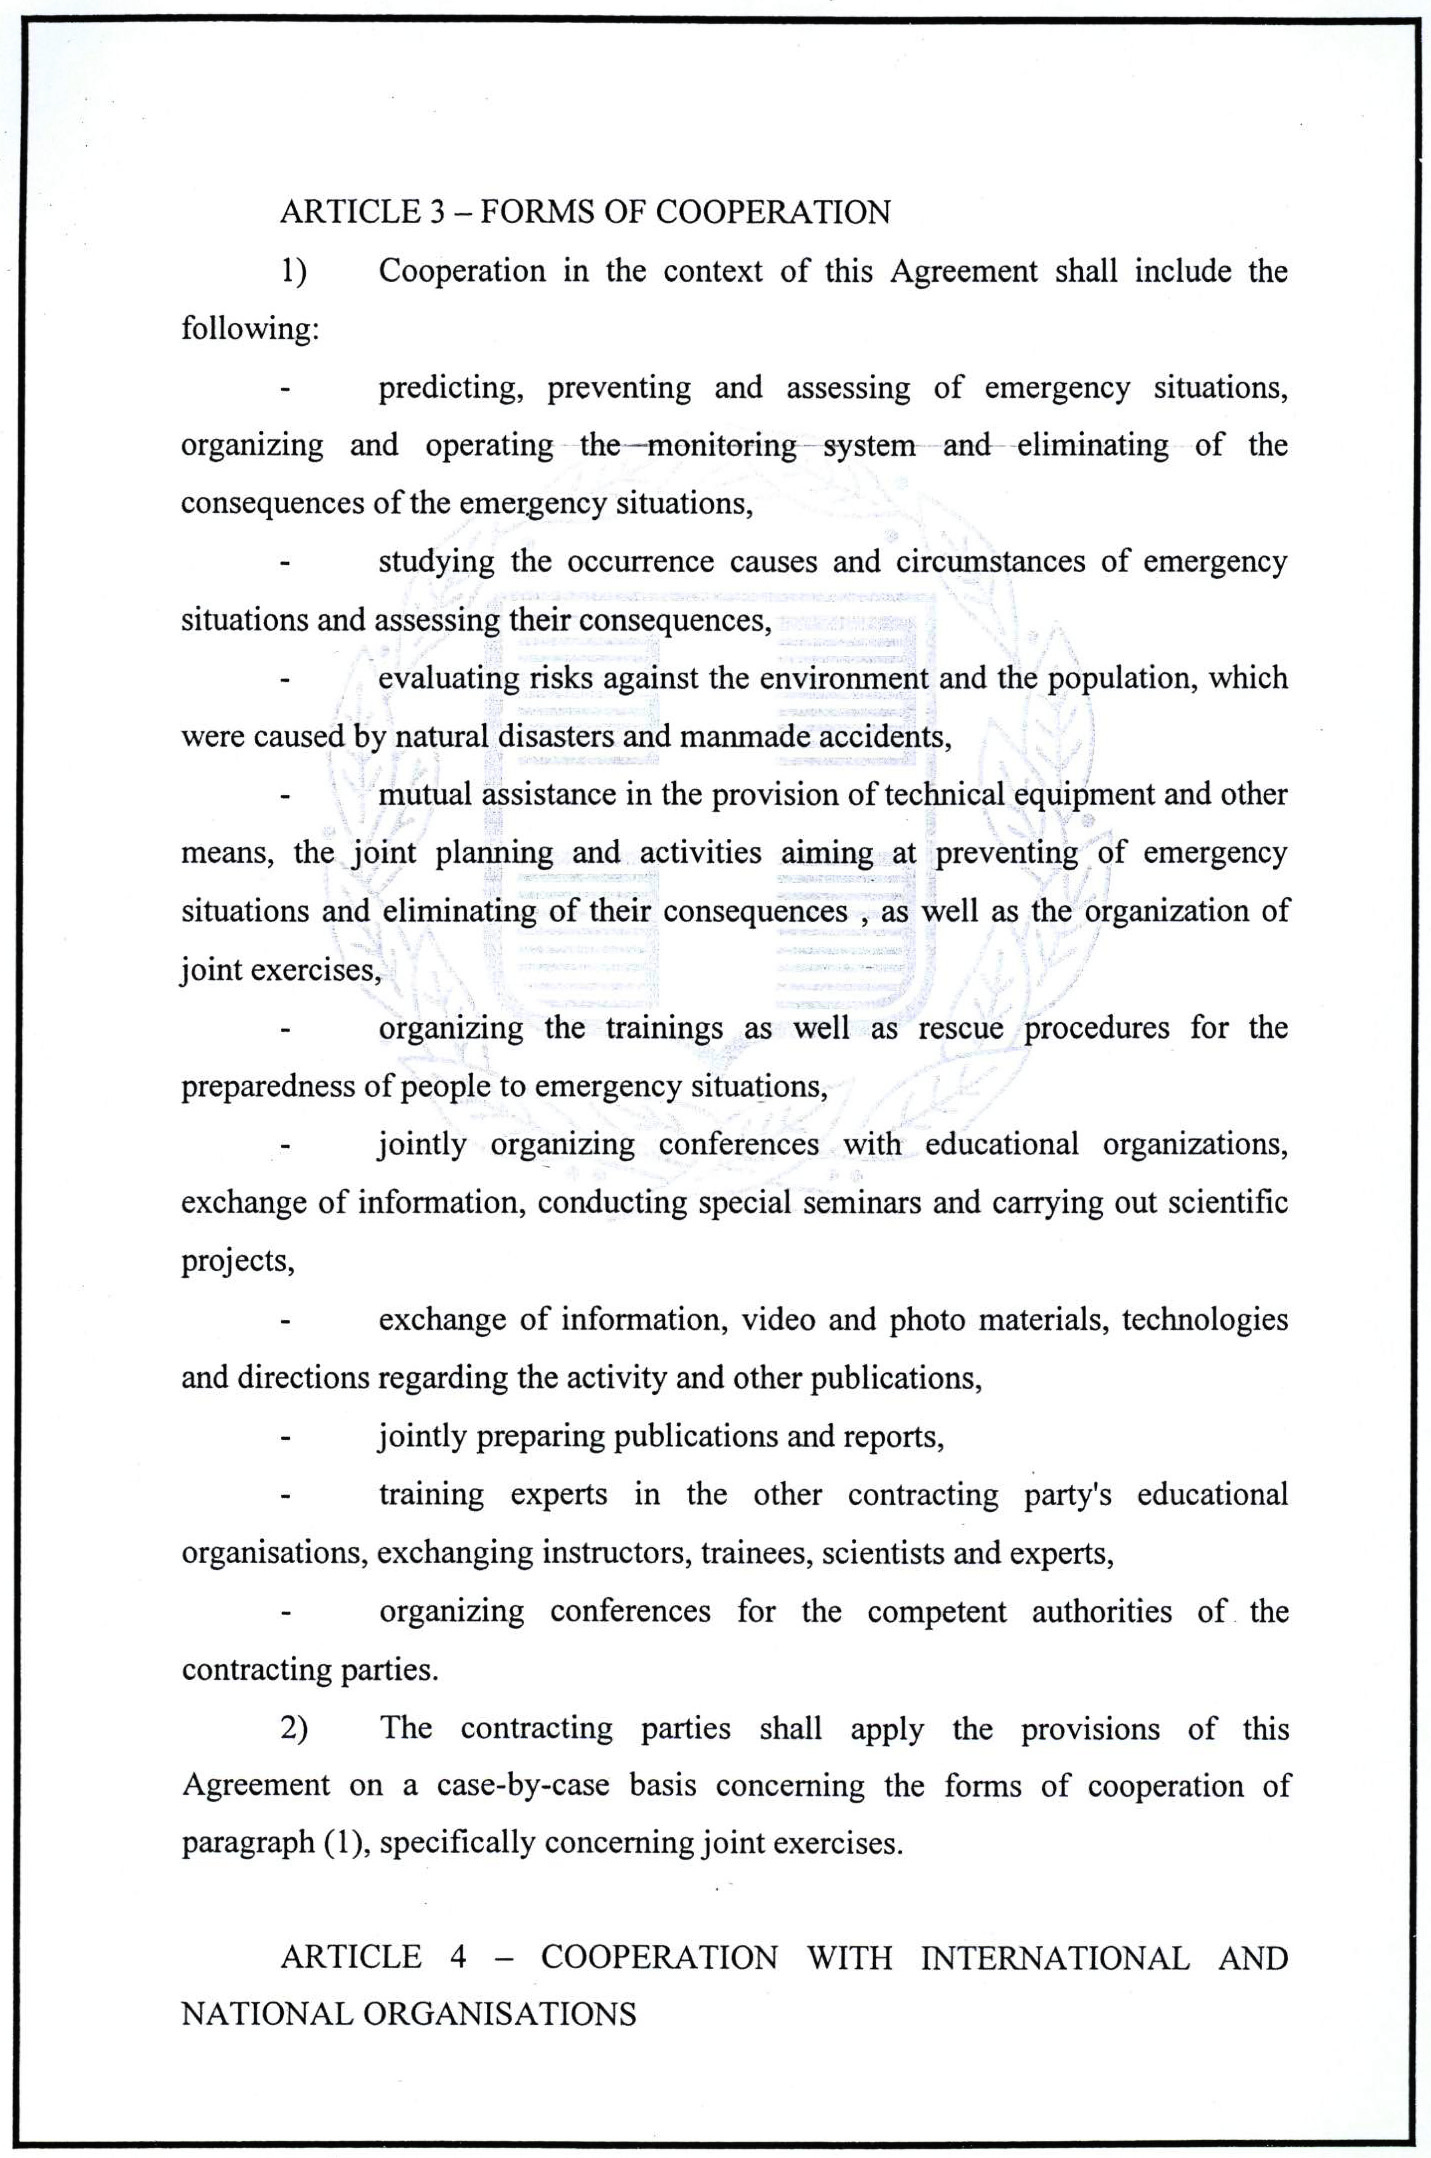 ARTICLE 3 – FORMS OF COOPERATION
1) Cooperation in the context of this Agreement shall include the
following:
- predicting, preventing and assessing of emergency situations,
organizing and operating the monitoring system and eliminating of the
consequences of the emergency situations,
- studying the occurrence causes and circumstances of emergency
situations and assessing their consequences,
- evaluating risks against the environment and the population, which
were caused by natural disasters and manmade accidents,
- mutual assistance in the provision of technical equipment and other
means, the joint planning and activities aiming at preventing of emergency
situations and eliminating of their consequences , as well as the organization of
joint exercises,
- organizing the trainings as well as rescue procedures for the
preparedness of people to emergency situations,
- jointly organizing conferences with educational organizations,
exchange of information, conducting special seminars and carrying out scientific
projects,
- exchange of information, video and photo materials, technologies
and directions regarding the activity and other publications,
- jointly preparing publications and reports,
- training experts in the other contracting party's educational
organisations, exchanging instructors, trainees, scientists and experts,
- organizing conferences for the competent authorities of the
contracting parties.
2) The contracting parties shall apply the provisions of this
Agreement on a case-by-case basis concerning the forms of cooperation of
paragraph (1), specifically concerning joint exercises.
ARTICLE 4 – COOPERATION WITH INTERNATIONAL AND
NATIONAL ORGANISATIONS